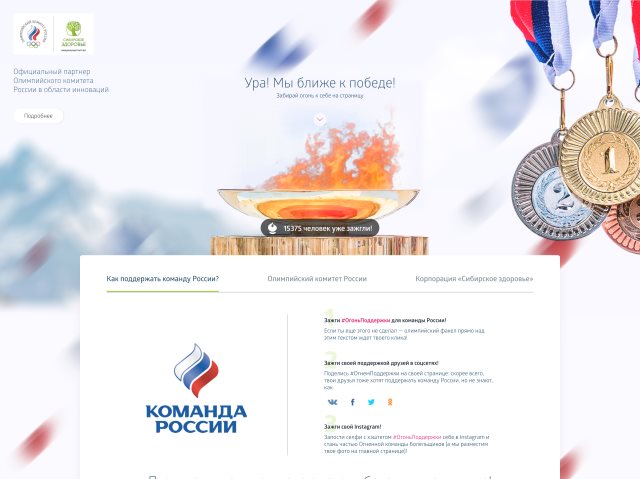 СИБИРСКОЕ
ЗДОРОВЬЕ
Официальный партнер
Олимпийского комитета
России в области инноваций
Подробнее
Ура! Мы ближе к победе!
Забирай огонь к себе на страницу
1
2
15375 человек уже зажгли!
Как поддержать команду России?
Олимпийский комитет России
Корпорация «Сибирское здоровье»
КОМАНДА
РОССИИ
1
Зажги #ОгоньПоддержки для команды России!
Если ты еще этого не сделал — олимпийский факел прямо над
этим текстом ждет твоего клика!
2
Зажги своей поддержкой друзей в соцсетях!
Поделись #ОгнемПоддержки на своей странице: скорее всего,
твои друзья тоже хотят поддержать команду России, но не знают,
как.
3
Зажги свой Instagram!
Запости селфи с хэштегом #ОгоньПоддержки себе в Instagram и
стань частью Огненной команды болельщиков (а мы разместим
твое фото на главной странице)!